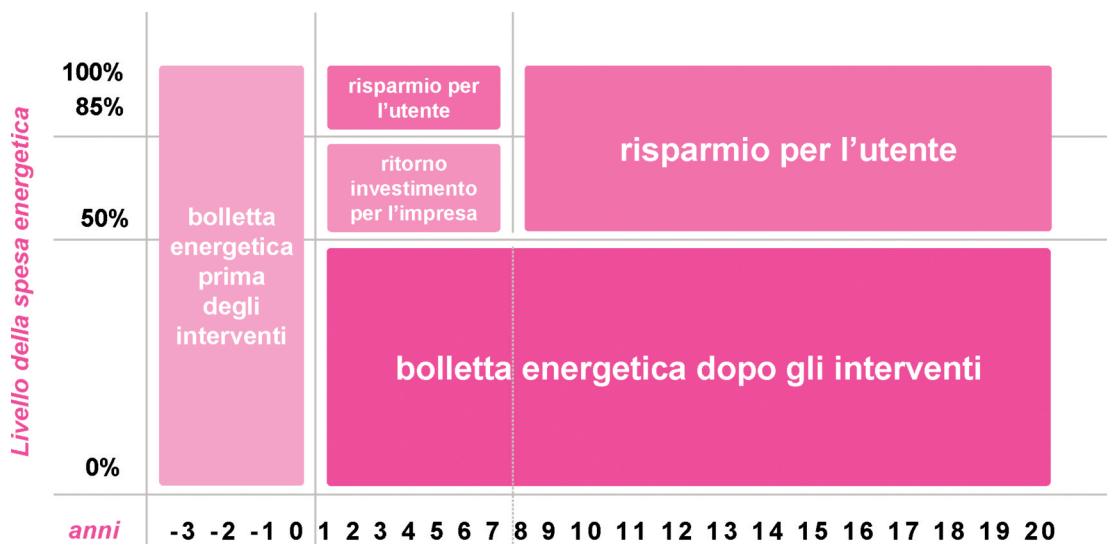 Livello della spesa energetica
100%
85%
50%
0%
bolletta
energetica
prima
degli
interventi
risparmio per
l'utente
ritorno
investimento
per l'impresa
risparmio per l'utente
bolletta energetica dopo gli interventi
anni -3 -2 -1 0 1 2 3 4 5 6 7 8 9 10 11 12 13 14 15 16 17 18 19 20